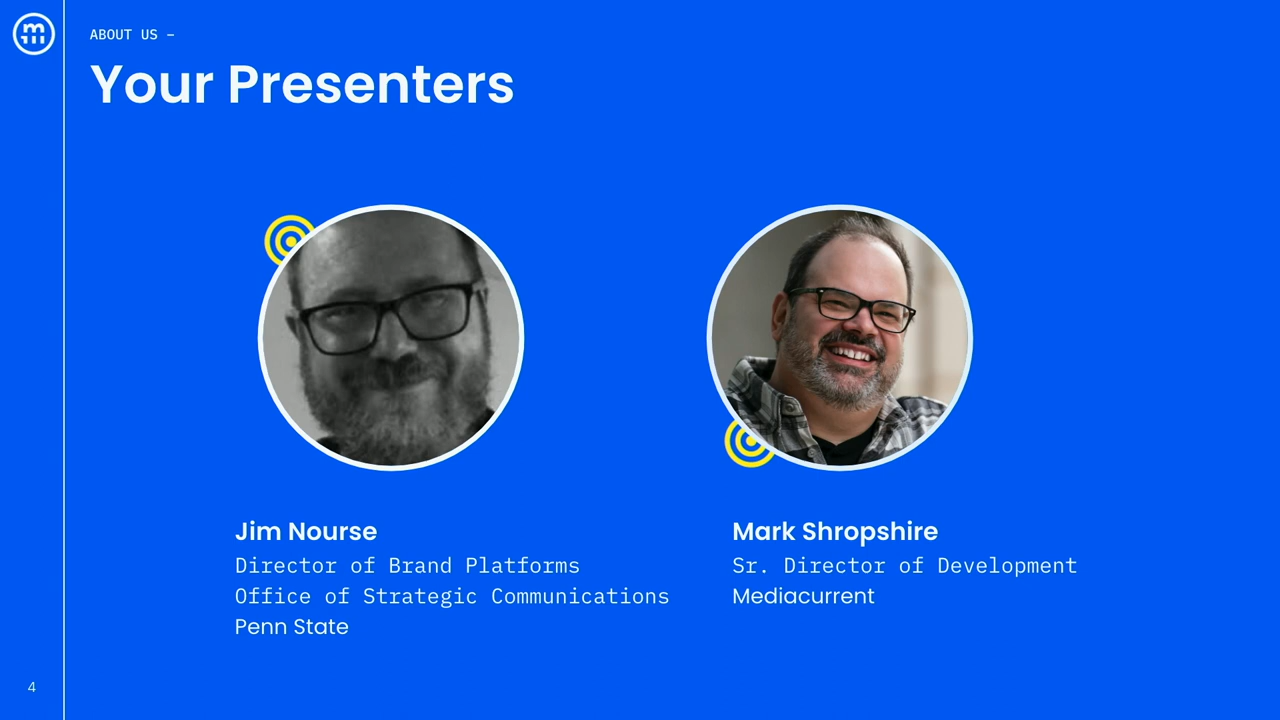 ABOUT US –
Your Presenters
Jim Nourse
Director of Brand Platforms
Office of Strategic Communications
Penn State
Mark Shropshire
Sr. Director of Development
Mediacurrent
4